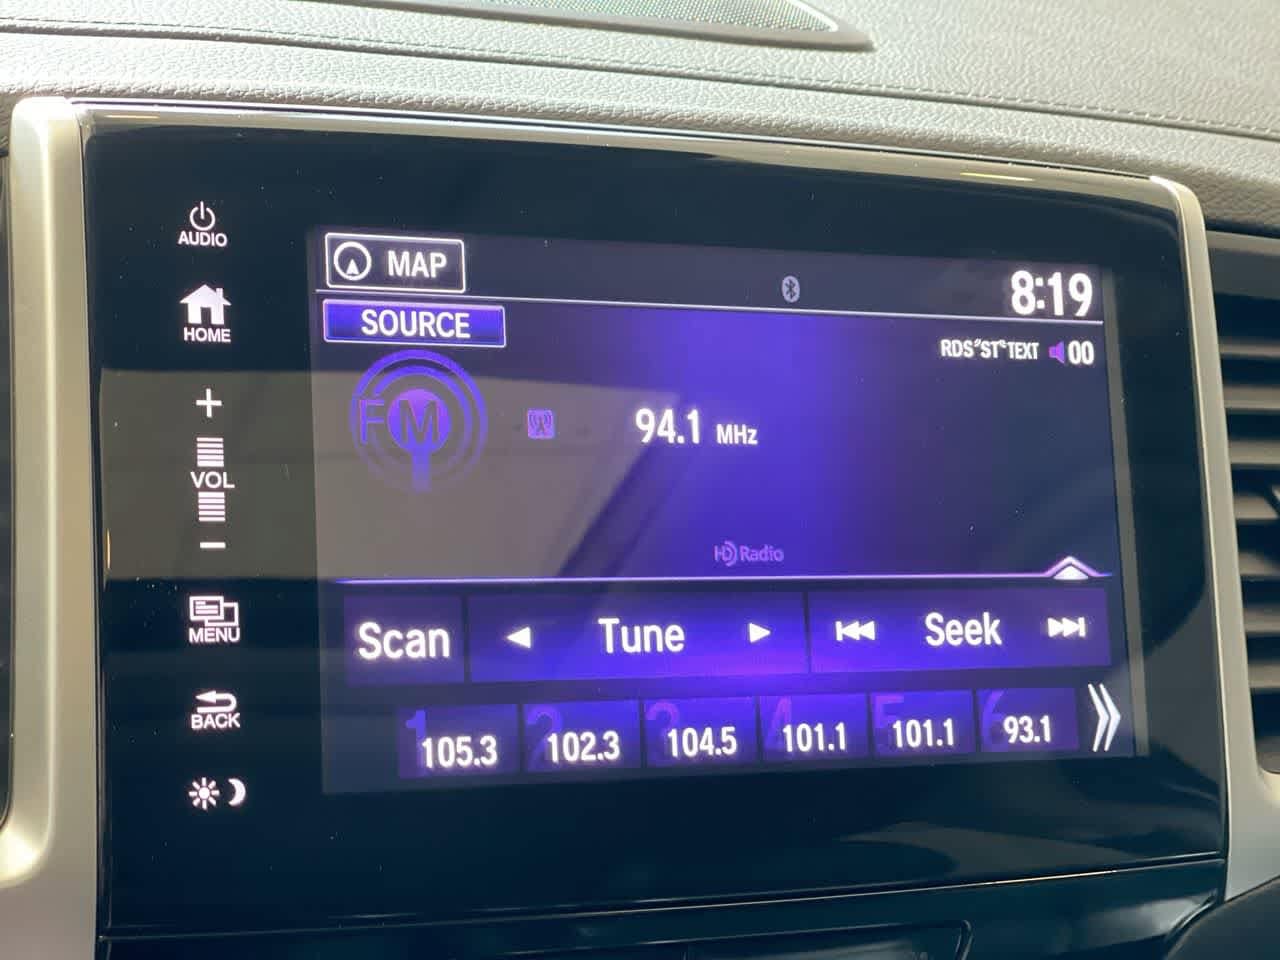 AUDIO
HOME
+
VOL
−
MENU
BACK
MAP
8:19
SOURCE
RDS ST TEXT 00
FM
94.1 MHz
HD Radio
Scan
Tune
Seek
1 105.3
2 102.3
3 104.5
4 101.1
5 101.1
6 93.1